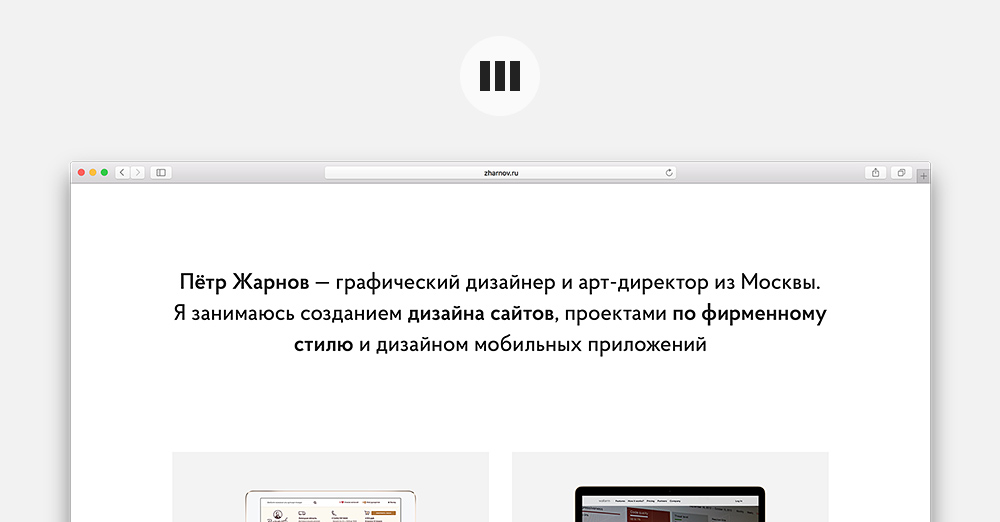 zharnov.ru
Пётр Жарнов — графический дизайнер и арт-директор из Москвы.
Я занимаюсь созданием дизайна сайтов, проектами по фирменному
стилю и дизайном мобильных приложений